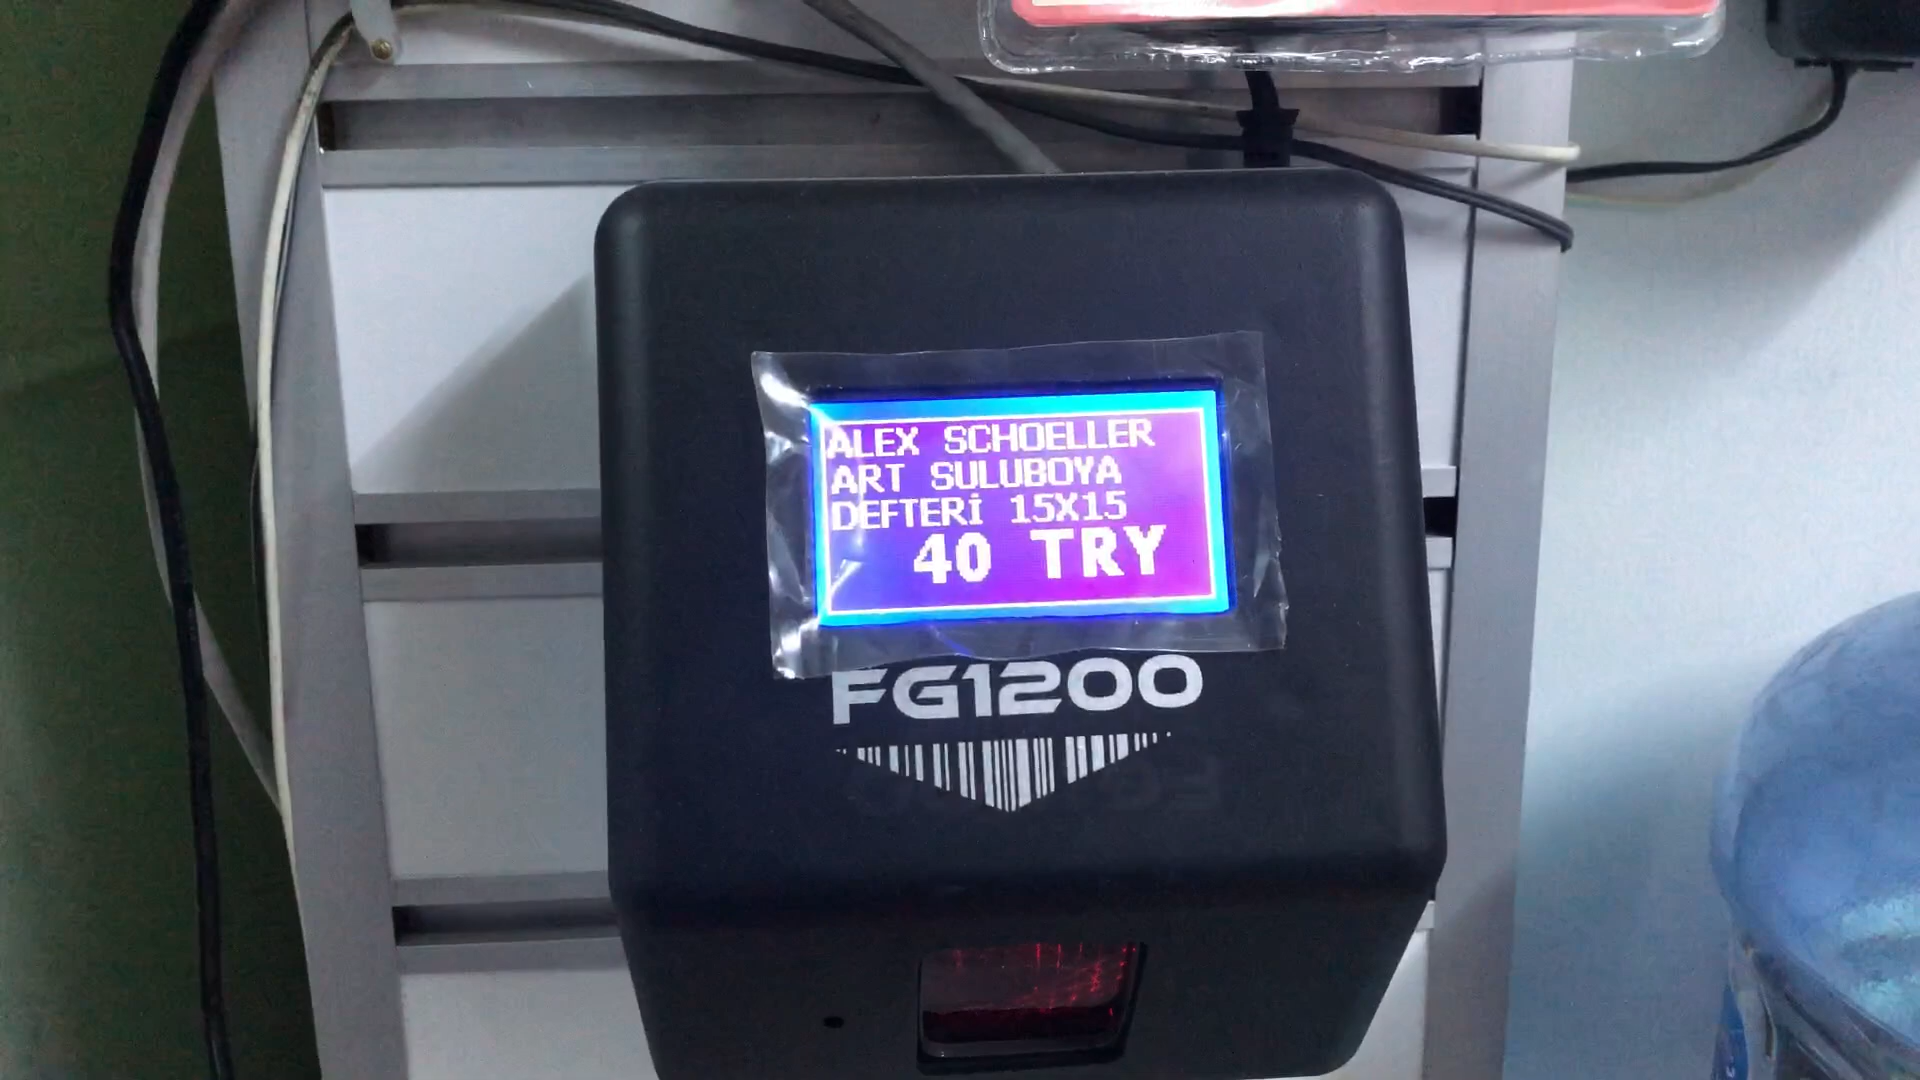 ALEX SCHOELLER
ART SULUBOYA
DEFTERİ 15X15
40 TRY
FG1200